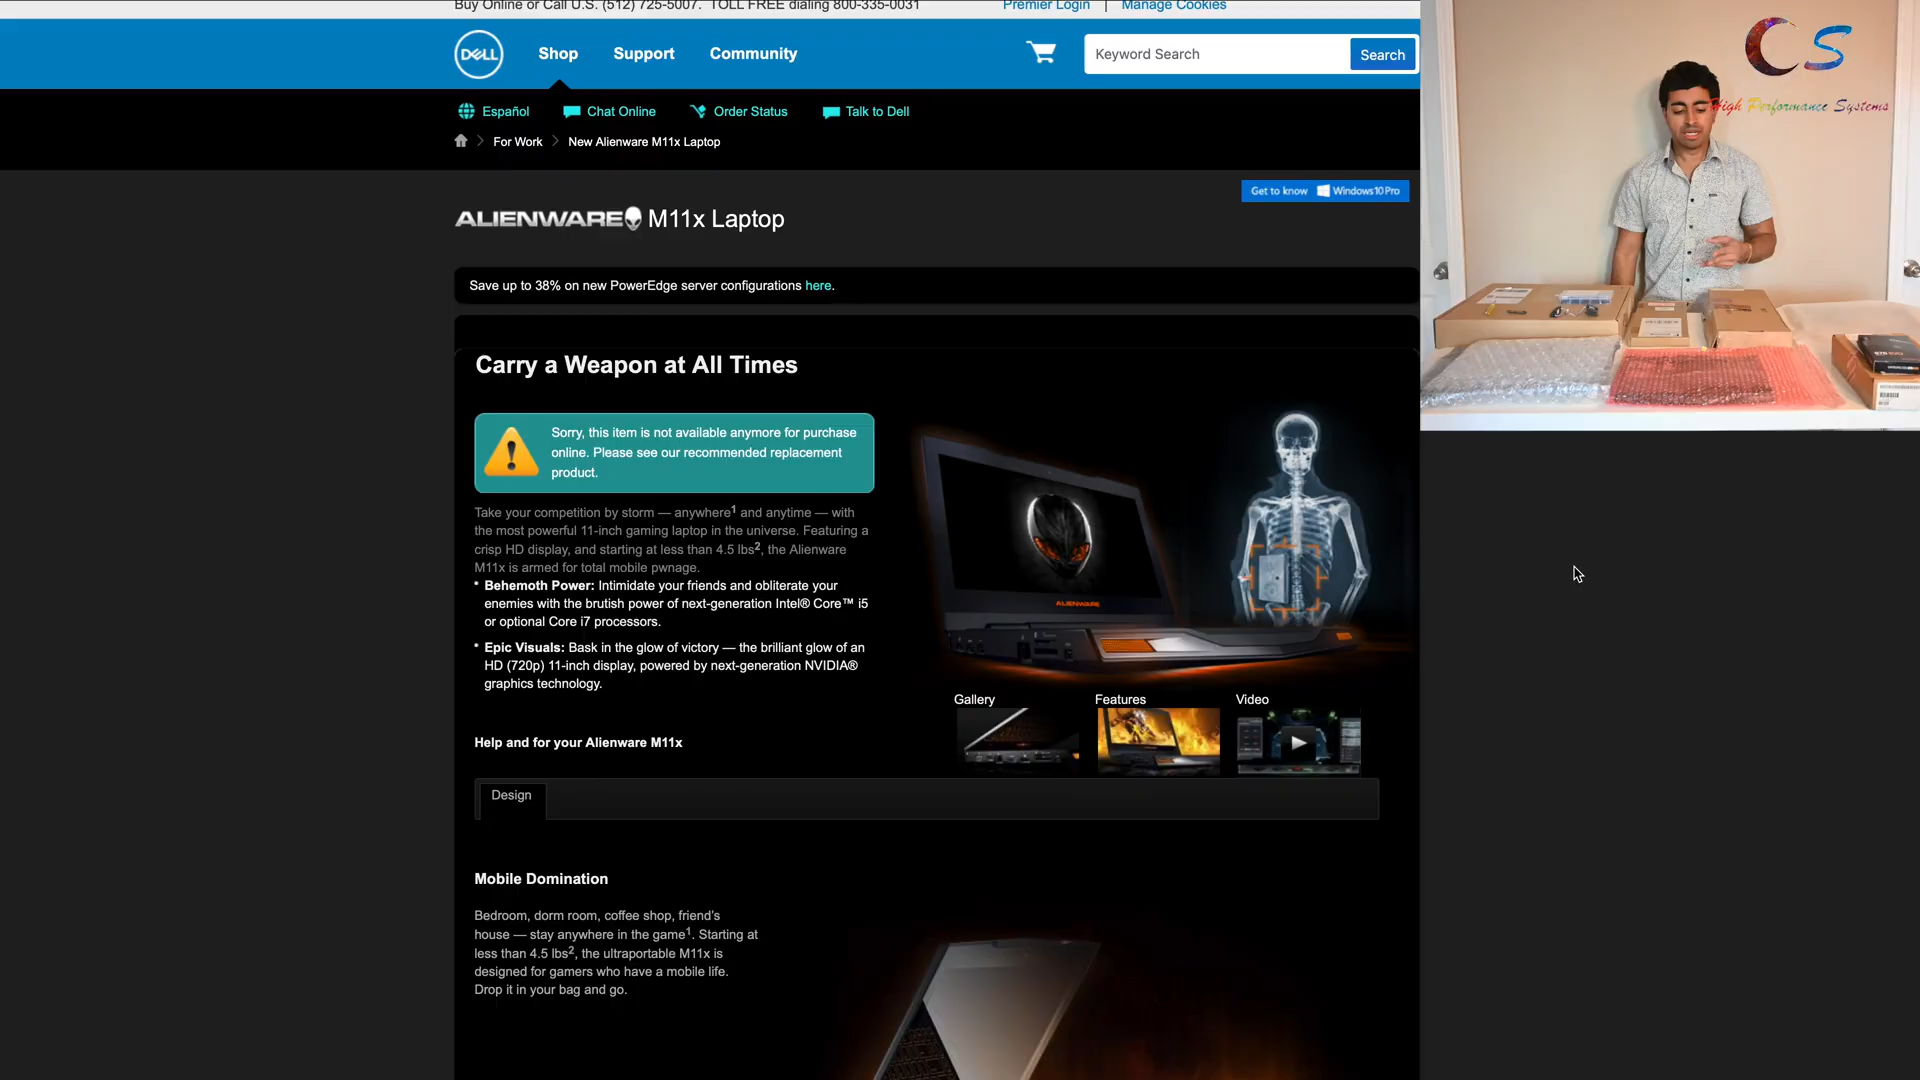 Buy Online or Call U.S. (512) 725-5007. TOLL FREE dialing 800-335-0031
Premier Login | Manage Cookies
DELL
Shop
Support
Community
Keyword Search
Search
Español
Chat Online
Order Status
Talk to Dell
For Work
New Alienware M11x Laptop
Get to know Windows 10 Pro
ALIENWARE M11x Laptop
Save up to 38% on new PowerEdge server configurations here.
Carry a Weapon at All Times
Sorry, this item is not available anymore for purchase
online. Please see our recommended replacement
product.
Take your competition by storm — anywhere1 and anytime — with
the most powerful 11-inch gaming laptop in the universe. Featuring a
crisp HD display, and starting at less than 4.5 lbs2, the Alienware
M11x is armed for total mobile pwnage.
Behemoth Power: Intimidate your friends and obliterate your
enemies with the brutish power of next-generation Intel® Core™ i5
or optional Core i7 processors.
Epic Visuals: Bask in the glow of victory — the brilliant glow of an
HD (720p) 11-inch display, powered by next-generation NVIDIA®
graphics technology.
ALIENWARE
Gallery
Features
Video
Help and for your Alienware M11x
Design
Mobile Domination
Bedroom, dorm room, coffee shop, friend's
house — stay anywhere in the game1. Starting at
less than 4.5 lbs2, the ultraportable M11x is
designed for gamers who have a mobile life.
Drop it in your bag and go.
CS
High Performance Systems